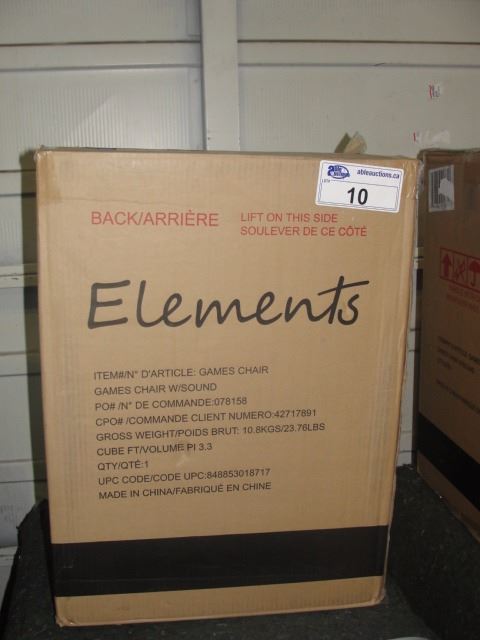 ableauctions.ca
LOT#
10
BACK/ARRIÈRE
LIFT ON THIS SIDE
SOULEVER DE CE CÔTÉ
Elements
ITEM#/N° D'ARTICLE: GAMES CHAIR
GAMES CHAIR W/SOUND
PO# /N° DE COMMANDE:078158
CPO# /COMMANDE CLIENT NUMERO:42717891
GROSS WEIGHT/POIDS BRUT: 10.8KGS/23.76LBS
CUBE FT/VOLUME PI 3.3
QTY/QTÉ:1
UPC CODE/CODE UPC:848853018717
MADE IN CHINA/FABRIQUÉ EN CHINE